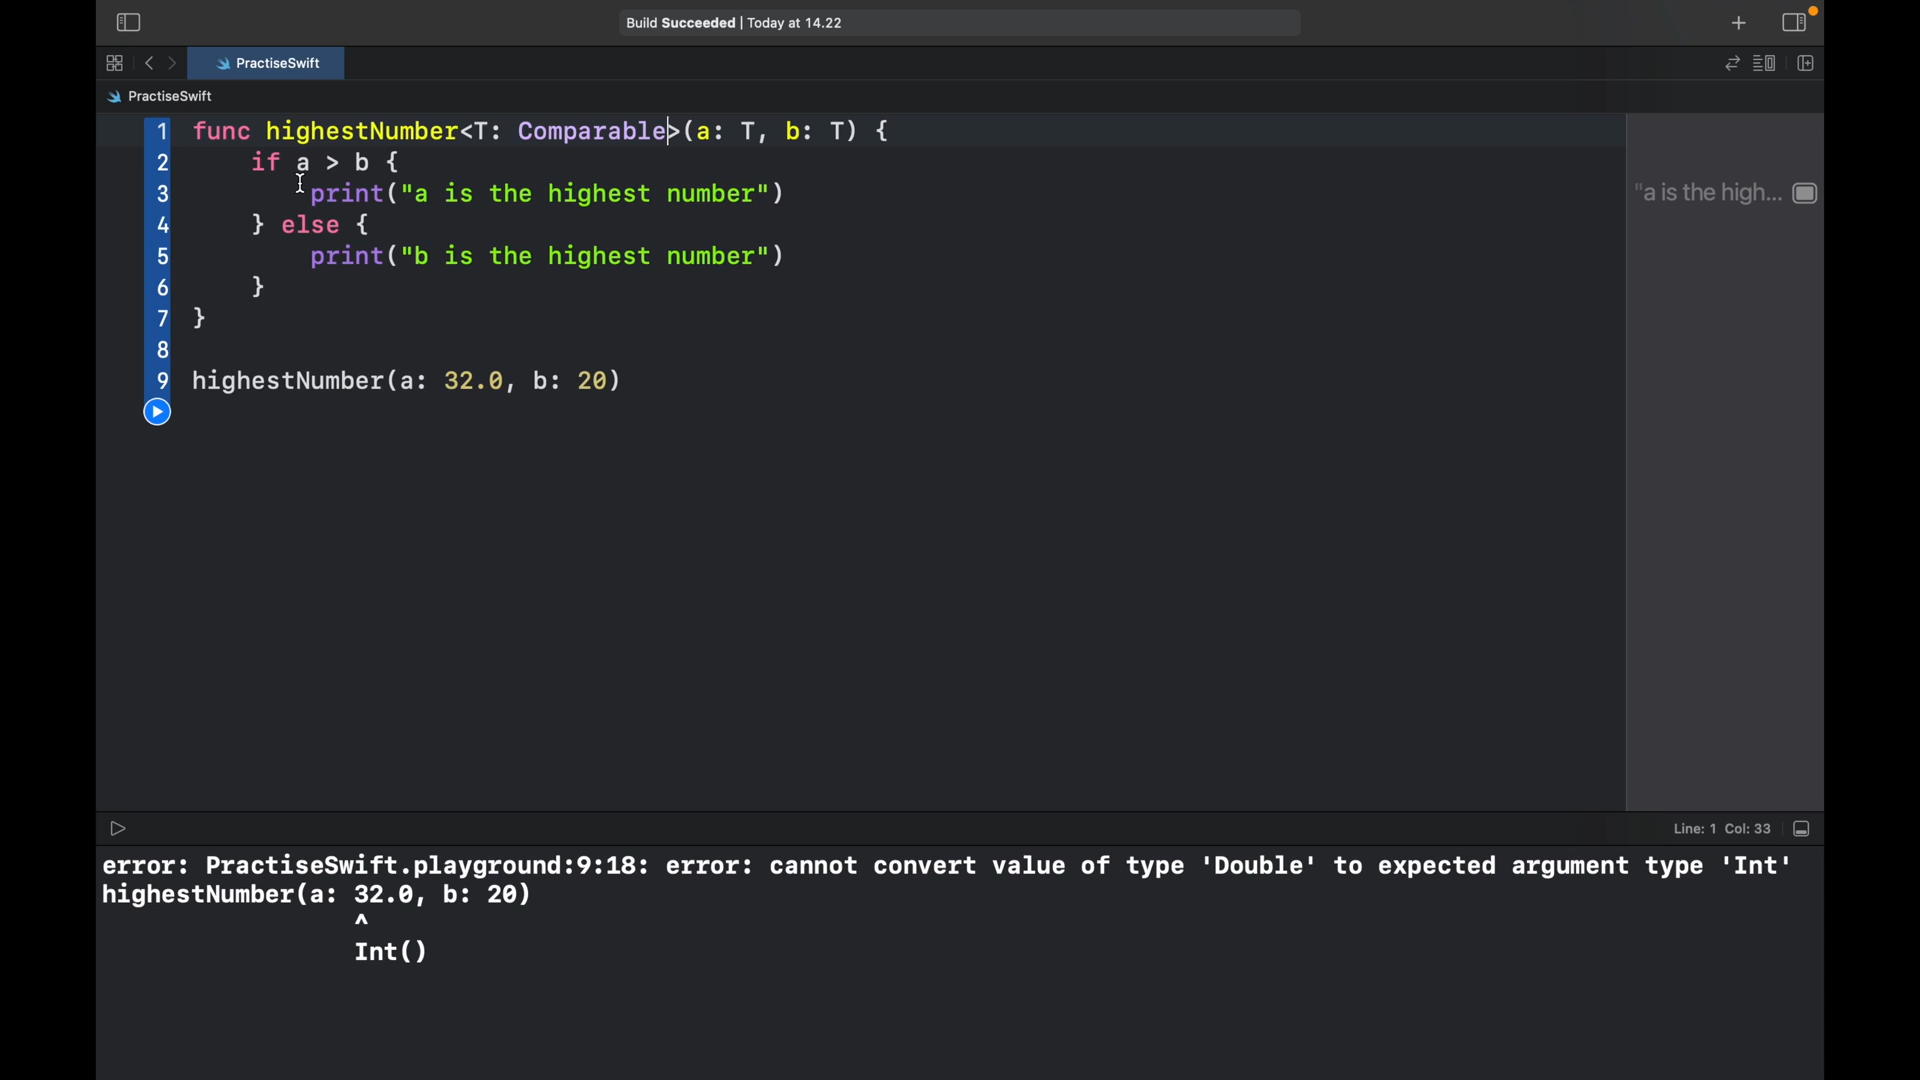 Build Succeeded | Today at 14.22
PractiseSwift
PractiseSwift
1 func highestNumber<T: Comparable>(a: T, b: T) {
2 if a > b {
3 print("a is the highest number")
"a is the high...
4 } else {
5 print("b is the highest number")
6 }
7 }
8
9 highestNumber(a: 32.0, b: 20)
Line: 1 Col: 33
error: PractiseSwift.playground:9:18: error: cannot convert value of type 'Double' to expected argument type 'Int'
highestNumber(a: 32.0, b: 20)
^
Int()